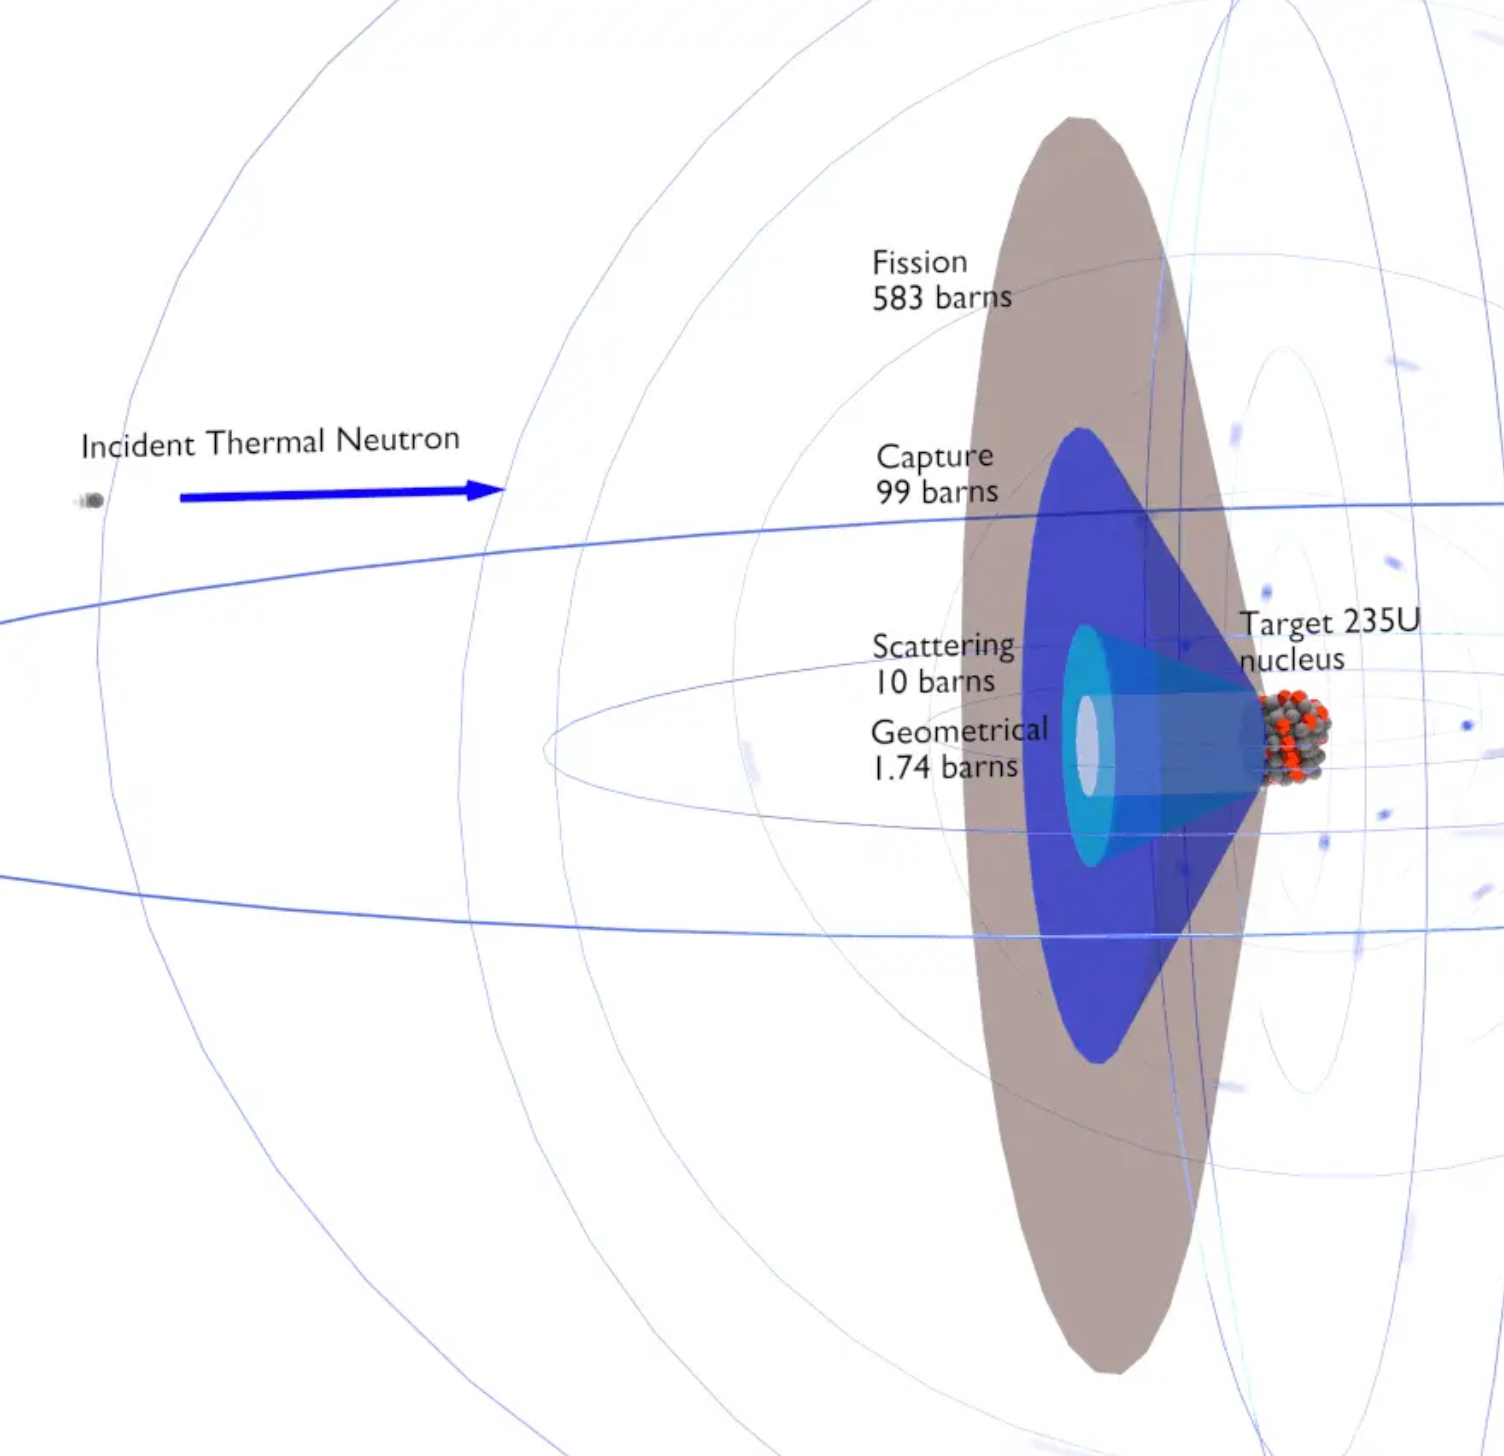 Fission
583 barns
Incident Thermal Neutron
Capture
99 barns
Target 235U
nucleus
Scattering
10 barns
Geometrical
1.74 barns